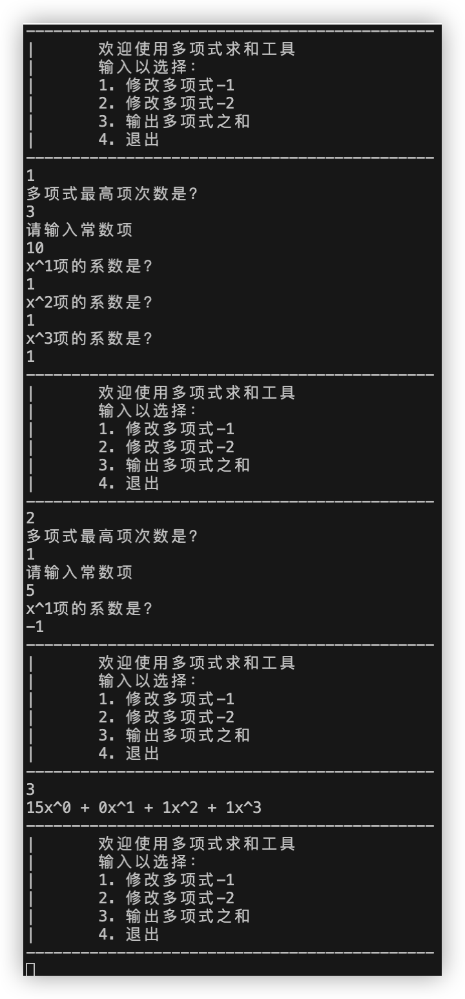 ----------------------------------------------
|       欢迎使用多项式求和工具
|       输入以选择:
|       1. 修改多项式-1
|       2. 修改多项式-2
|       3. 输出多项式之和
|       4. 退出
----------------------------------------------
1
多项式最高项次数是?
3
请输入常数项
10
x^1项的系数是?
1
x^2项的系数是?
1
x^3项的系数是?
1
----------------------------------------------
|       欢迎使用多项式求和工具
|       输入以选择:
|       1. 修改多项式-1
|       2. 修改多项式-2
|       3. 输出多项式之和
|       4. 退出
----------------------------------------------
2
多项式最高项次数是?
1
请输入常数项
5
x^1项的系数是?
-1
----------------------------------------------
|       欢迎使用多项式求和工具
|       输入以选择:
|       1. 修改多项式-1
|       2. 修改多项式-2
|       3. 输出多项式之和
|       4. 退出
----------------------------------------------
3
15x^0 + 0x^1 + 1x^2 + 1x^3
----------------------------------------------
|       欢迎使用多项式求和工具
|       输入以选择:
|       1. 修改多项式-1
|       2. 修改多项式-2
|       3. 输出多项式之和
|       4. 退出
----------------------------------------------